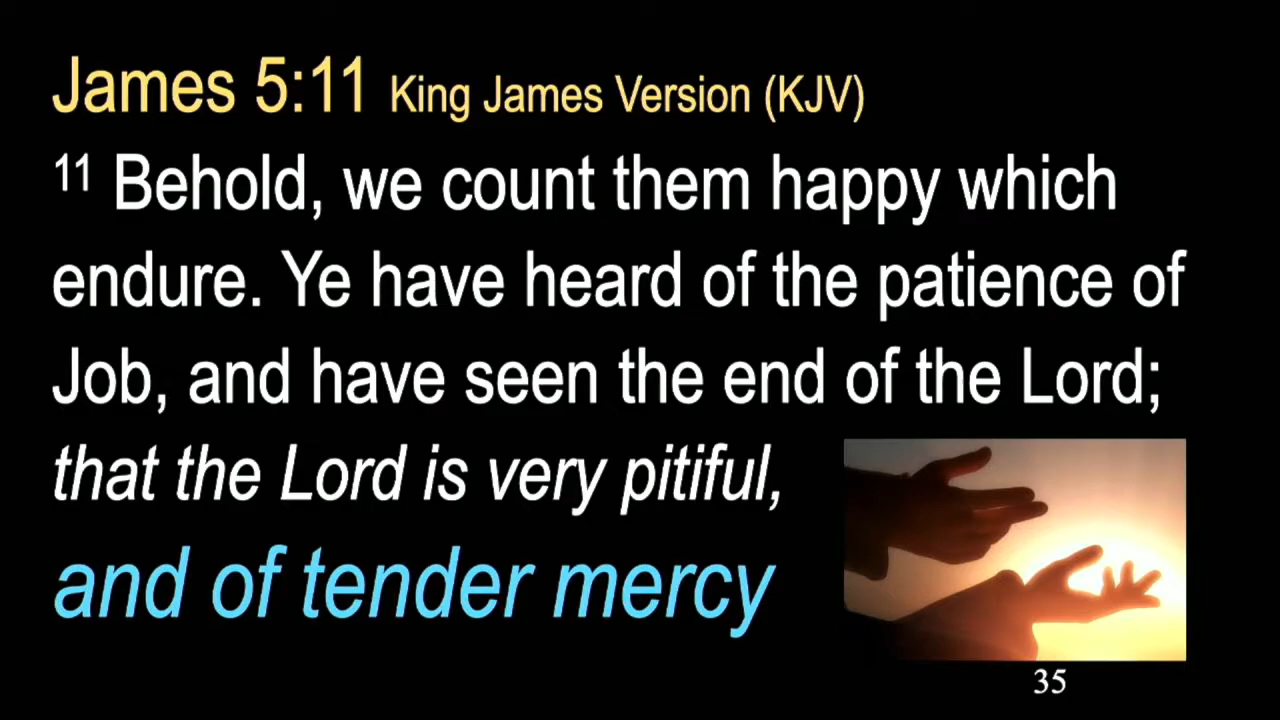 James 5:11 King James Version (KJV)
11 Behold, we count them happy which
endure. Ye have heard of the patience of
Job, and have seen the end of the Lord;
that the Lord is very pitiful,
and of tender mercy
35